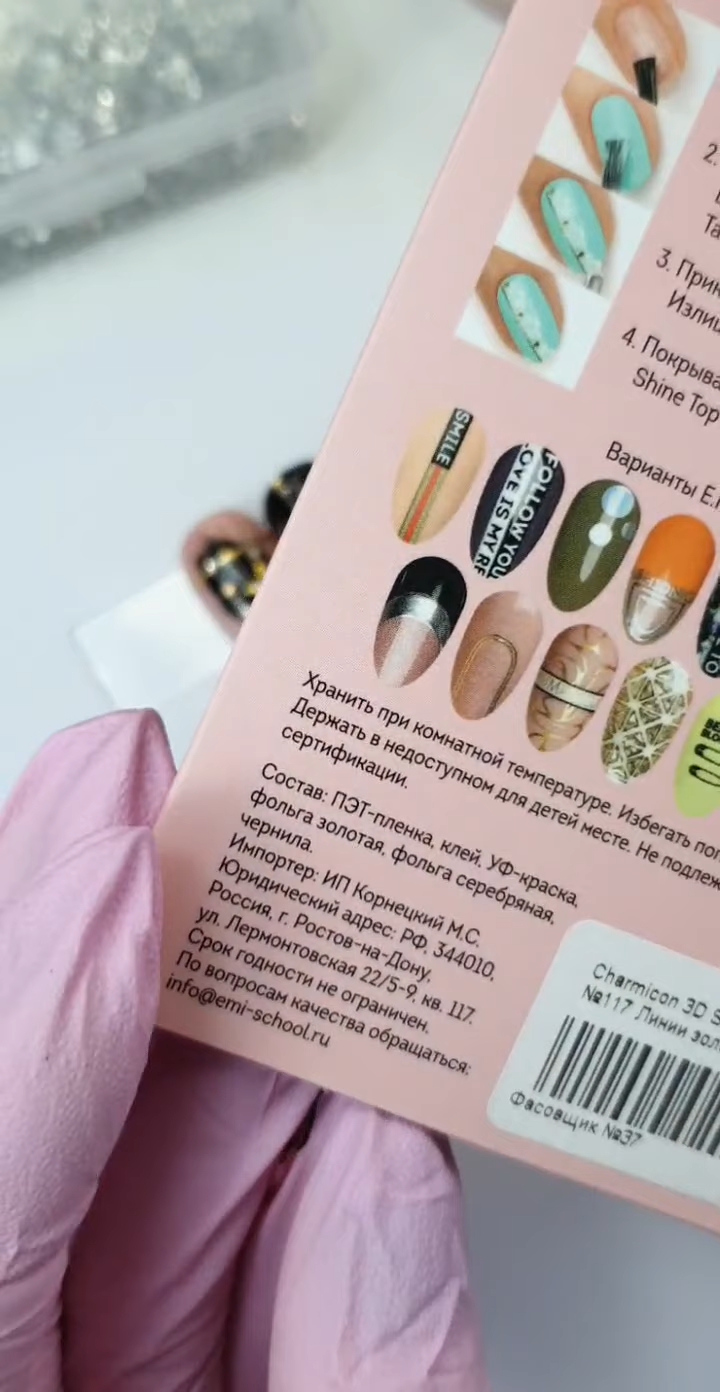 2.
Та
3. Прик
Излиш
4. Покрыва
Shine Top
Варианты E.
SMILE
FOLLOW YOU
LOVE IS MY RE
Хранить при комнатной температуре. Избегать поп
Держать в недоступном для детей месте. Не подлеж
сертификации.
Состав: ПЭТ-пленка, клей, УФ-краска,
фольга золотая, фольга серебряная,
чернила.
Импортер: ИП Корнецкий М.С.
Юридический адрес: РФ, 344010,
Россия, г. Ростов-на-Дону,
ул. Лермонтовская 22/5-9, кв. 117.
Срок годности не ограничен.
По вопросам качества обращаться:
info@emi-school.ru
Charmicon 3D S
№117 Линии зол
Фасовщик №37